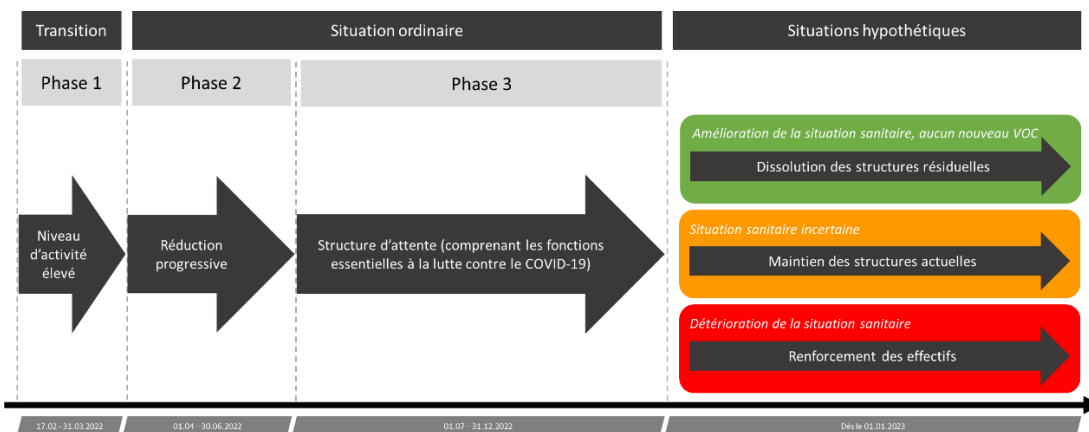 Transition
Situation ordinaire
Situations hypothétiques
Phase 1
Phase 2
Phase 3
Niveau
d'activité
élevé
Réduction
progressive
Structure d'attente (comprenant les fonctions
essentielles à la lutte contre le COVID-19)
Amélioration de la situation sanitaire, aucun nouveau VOC
Dissolution des structures résiduelles
Situation sanitaire incertaine
Maintien des structures actuelles
Détérioration de la situation sanitaire
Renforcement des effectifs
17.02 - 31.03.2022
01.04 - 30.06.2022
01.07 - 31.12.2022
Dès le 01.01.2023